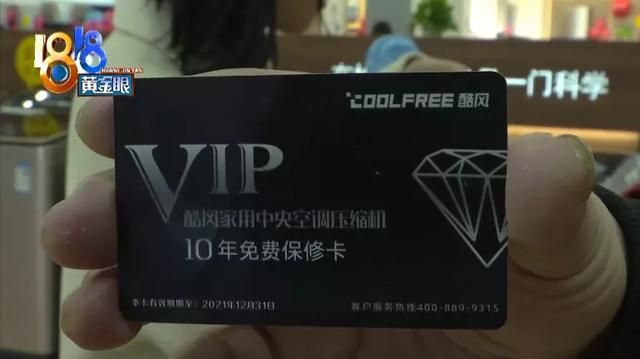 1818
HUANG JIN YAN
黄金眼
一门科学
COOLFREE 酷风
VIP
酷风家用中央空调压缩机
10年免费保修卡
本卡有效期至：2021年12月31日
客户服务热线400-889-9315